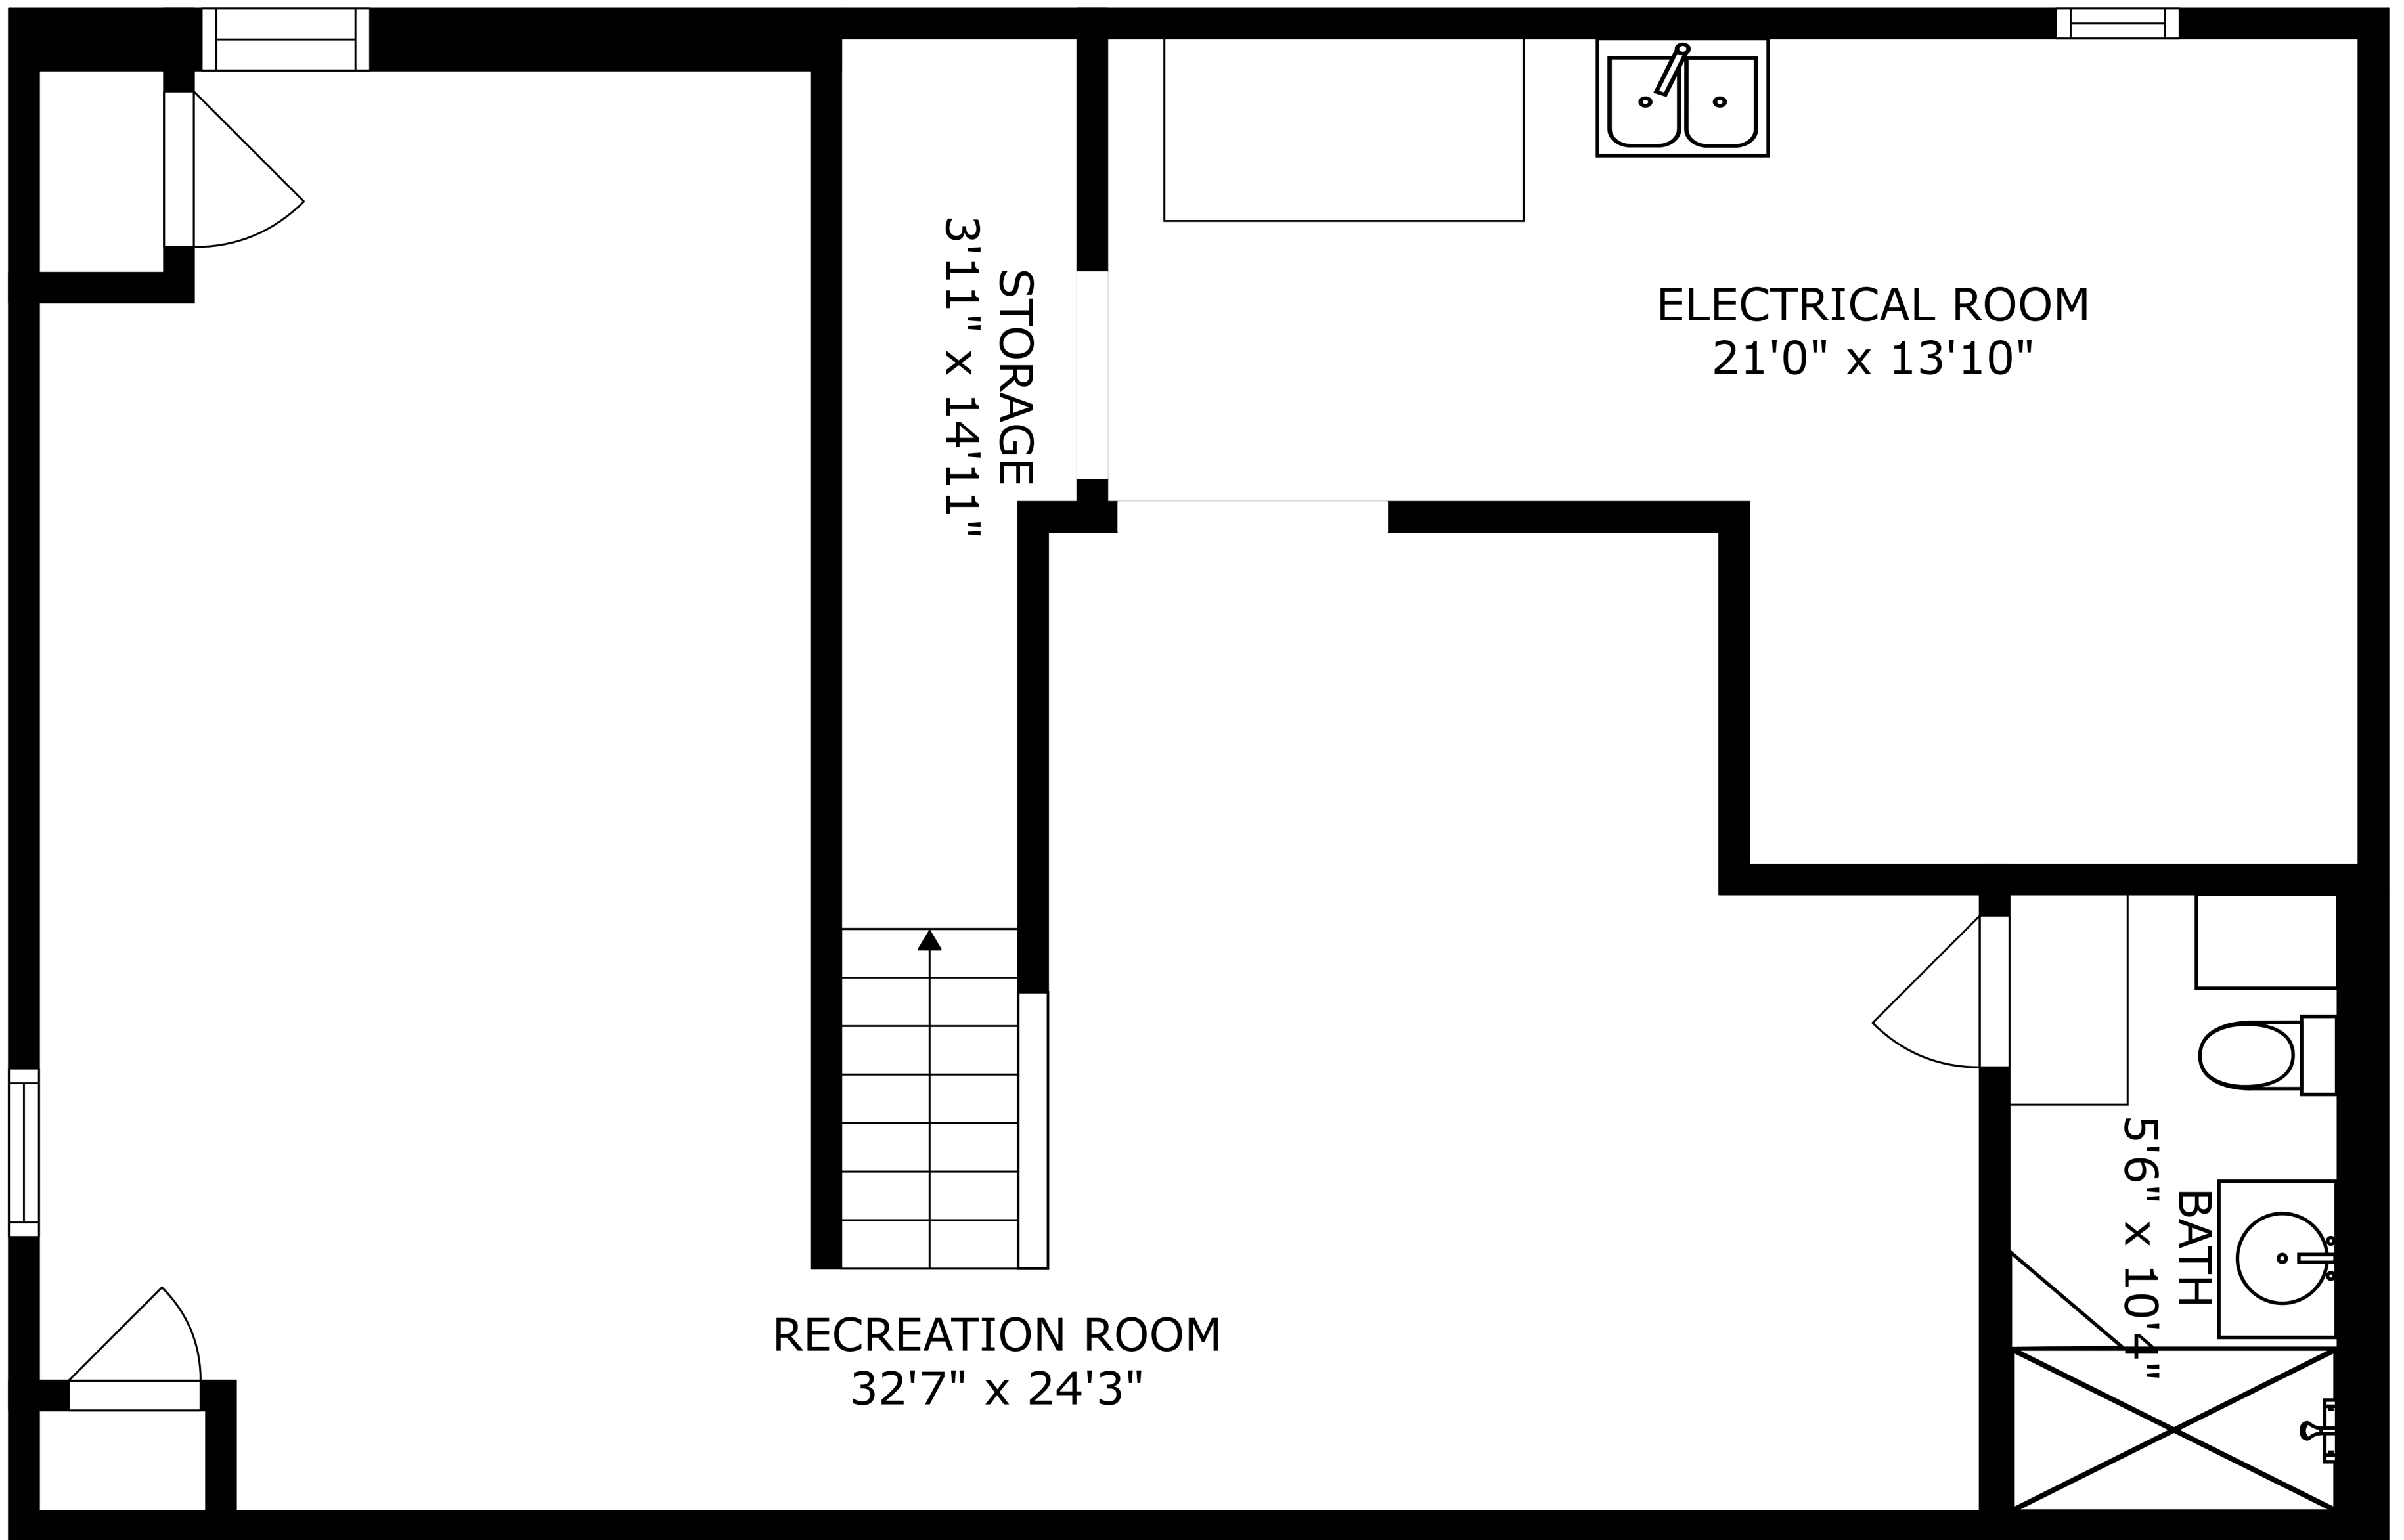 STORAGE
3'11" x 14'11"
ELECTRICAL ROOM
21'0" x 13'10"
BATH
5'6" x 10'4"
RECREATION ROOM
32'7" x 24'3"